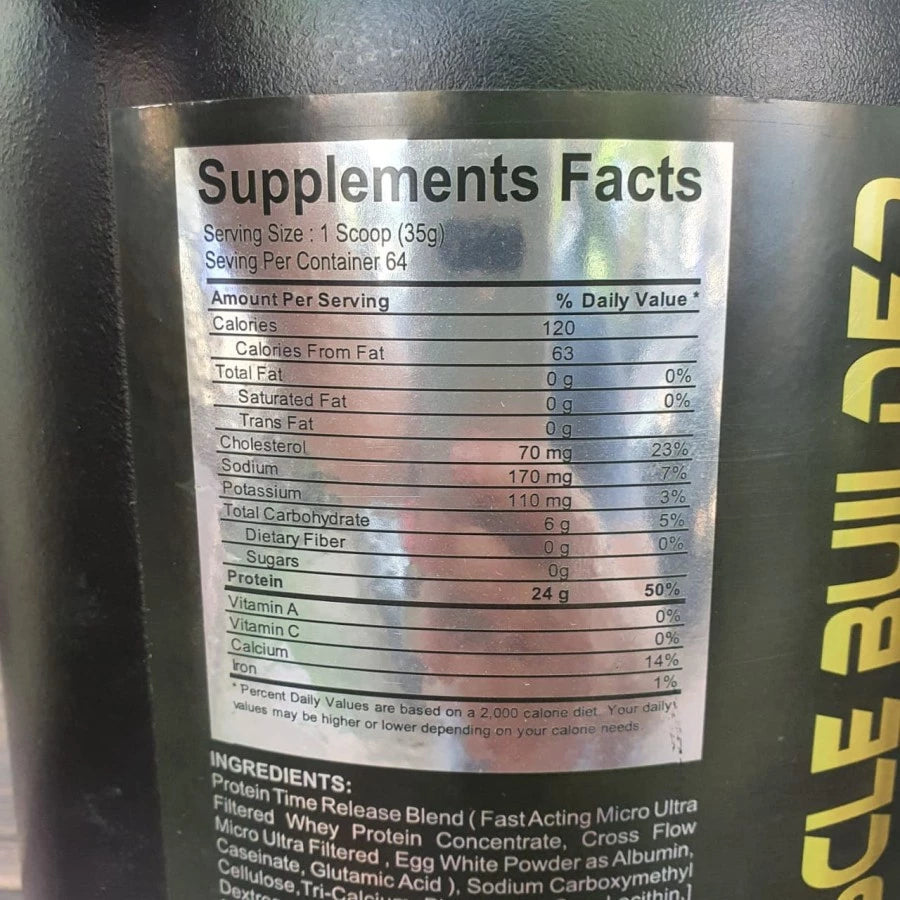 Supplements Facts
Serving Size : 1 Scoop (35g)
Seving Per Container 64
Amount Per Serving % Daily Value *
Calories 120
Calories From Fat 63
Total Fat 0 g 0%
Saturated Fat 0 g 0%
Trans Fat 0 g
Cholesterol 70 mg 23%
Sodium 170 mg 7%
Potassium 110 mg 3%
Total Carbohydrate 6 g 5%
Dietary Fiber 0 g 0%
Sugars 0g
Protein 24 g 50%
Vitamin A 0%
Vitamin C 0%
Calcium 14%
Iron 1%
* Percent Daily Values are based on a 2,000 calorie diet. Your daily
values may be higher or lower depending on your calorie needs.
INGREDIENTS:
Protein Time Release Blend ( Fast Acting Micro Ultra
Filtered Whey Protein Concentrate, Cross Flow
Micro Ultra Filtered , Egg White Powder as Albumin,
Caseinate, Glutamic Acid ), Sodium Carboxymethyl
Cellulose,
BUILDER